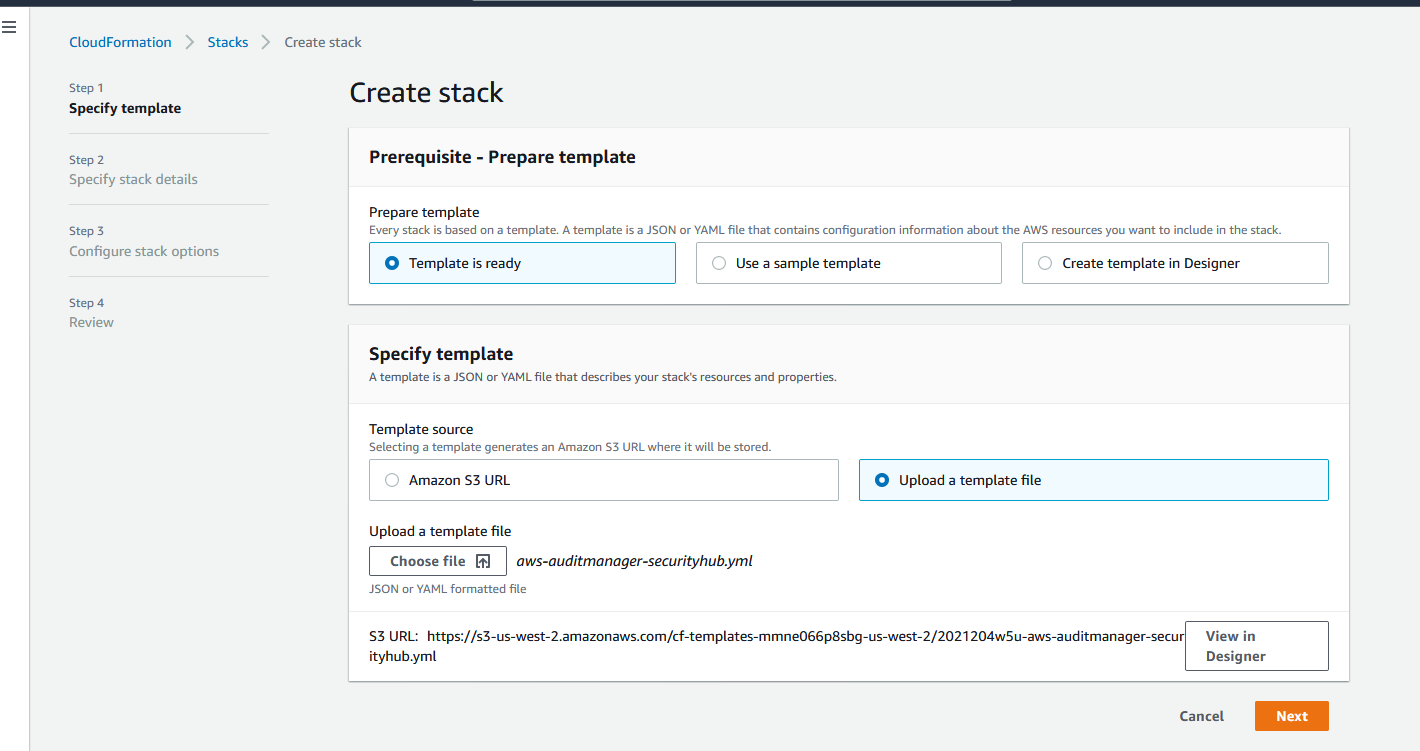 CloudFormation > Stacks > Create stack
Step 1
Specify template
Step 2
Specify stack details
Step 3
Configure stack options
Step 4
Review
Create stack
Prerequisite - Prepare template
Prepare template
Every stack is based on a template. A template is a JSON or YAML file that contains configuration information about the AWS resources you want to include in the stack.
Template is ready
Use a sample template
Create template in Designer
Specify template
A template is a JSON or YAML file that describes your stack's resources and properties.
Template source
Selecting a template generates an Amazon S3 URL where it will be stored.
Amazon S3 URL
Upload a template file
Upload a template file
Choose file
aws-auditmanager-securityhub.yml
JSON or YAML formatted file
S3 URL: https://s3-us-west-2.amazonaws.com/cf-templates-mmne066p8sbg-us-west-2/2021204w5u-aws-auditmanager-secur
ityhub.yml
View in
Designer
Cancel
Next